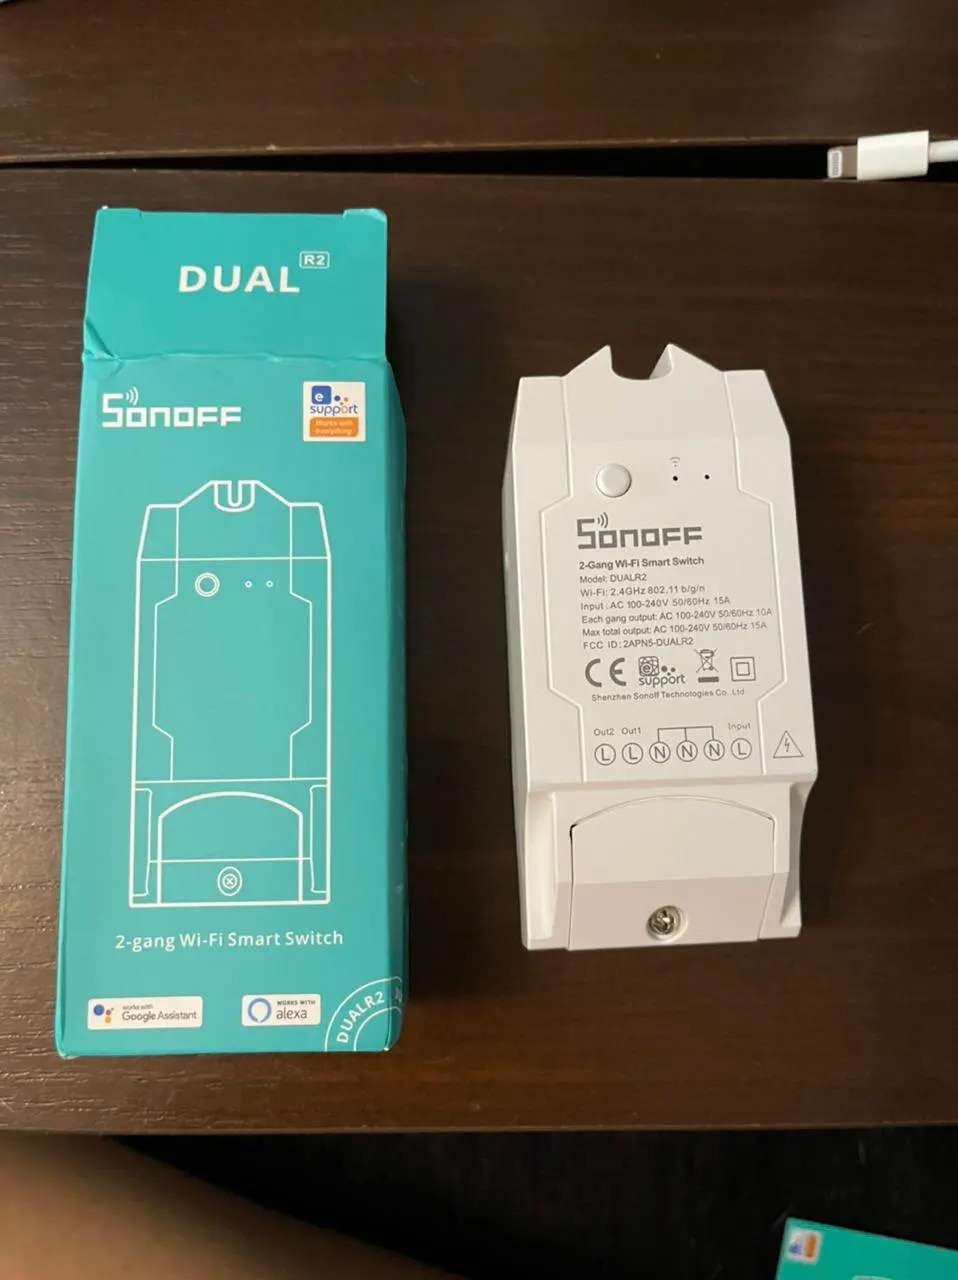 DUAL R2
SONOFF
e
support
Works with
everything
2-gang Wi-Fi Smart Switch
works with
Google Assistant
WORKS WITH
alexa
DUALR2
SONOFF
2-Gang Wi-Fi Smart Switch
Model: DUALR2
Wi-Fi: 2.4GHz 802.11 b/g/n
Input : AC 100-240V 50/60Hz 15A
Each gang output: AC 100-240V 50/60Hz 10A
Max total output: AC 100-240V 50/60Hz 15A
FCC ID: 2APN5-DUALR2
CE e support
Shenzhen Sonoff Technologies Co.,Ltd
Out2 Out1 Input
L L N N N L